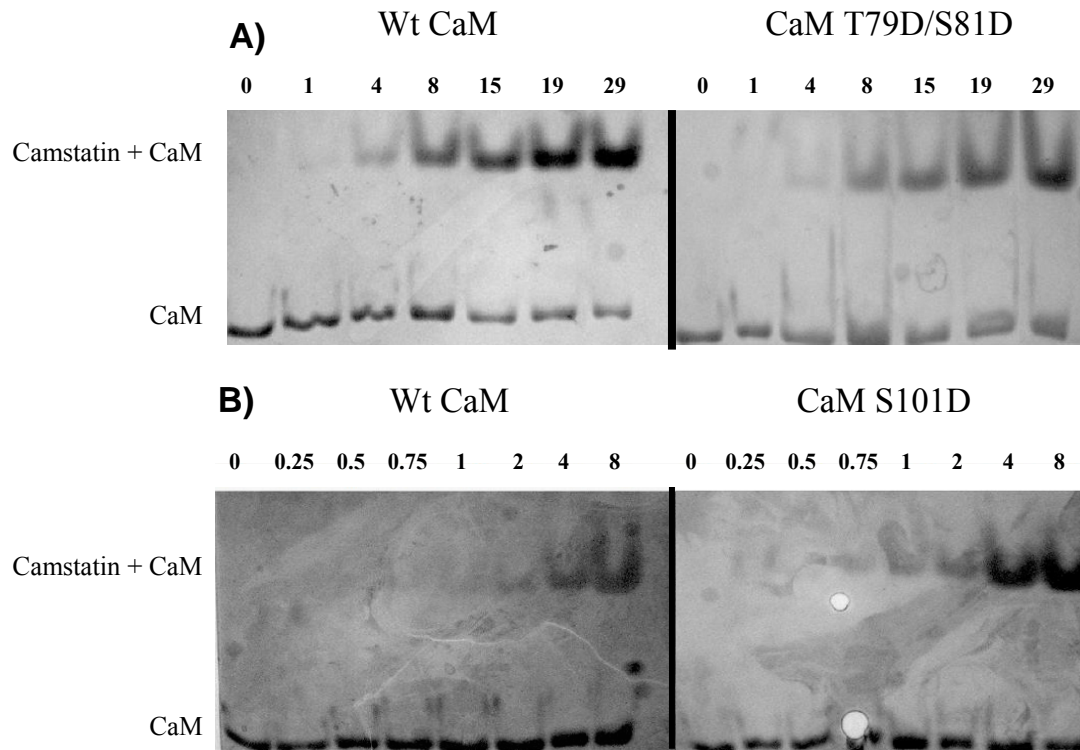 A) Wt CaM CaM T79D/S81D
0 1 4 8 15 19 29 0 1 4 8 15 19 29
Camstatin + CaM
CaM
B) Wt CaM CaM S101D
0 0.25 0.5 0.75 1 2 4 8 0 0.25 0.5 0.75 1 2 4 8
Camstatin + CaM
CaM